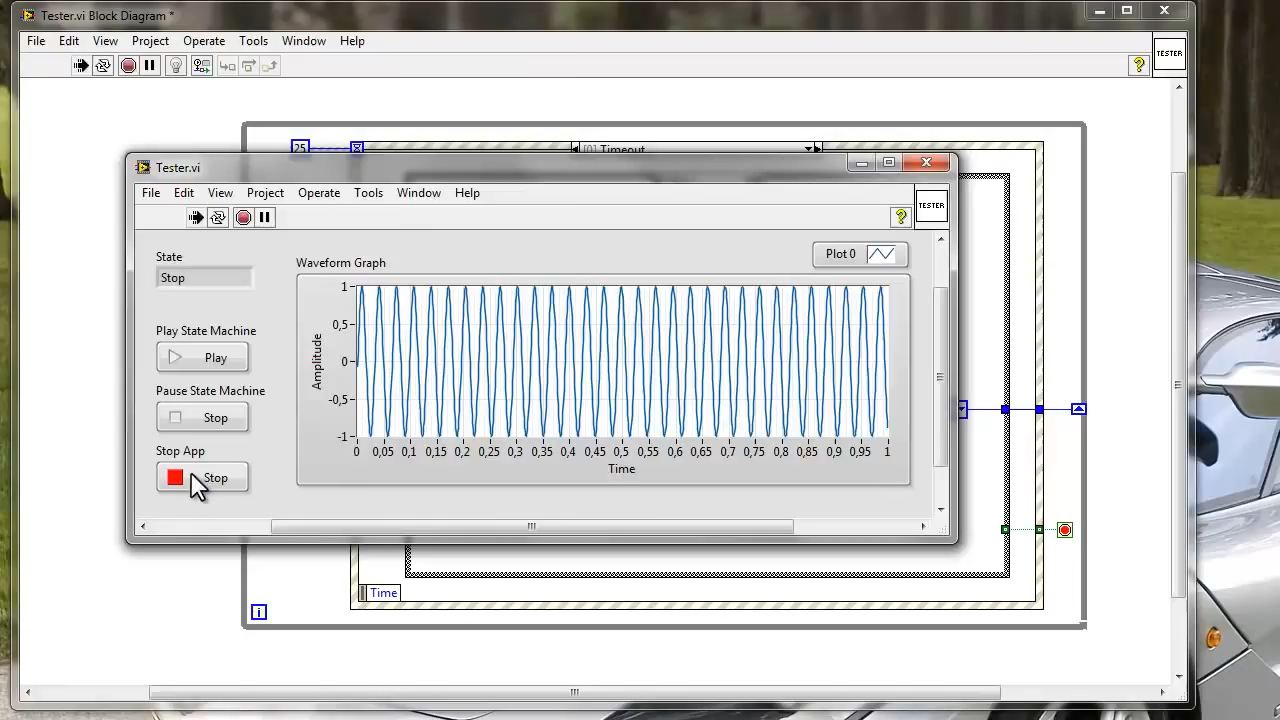 Tester.vi Block Diagram *
File Edit View Project Operate Tools Window Help
TESTER
?
25
[0] Timeout
Tester.vi
File Edit View Project Operate Tools Window Help
TESTER
?
State
Stop
Play State Machine
Play
Pause State Machine
Stop
Stop App
Stop
Waveform Graph
Plot 0
Amplitude
1
0,5
0
-0,5
-1
0 0,05 0,1 0,15 0,2 0,25 0,3 0,35 0,4 0,45 0,5 0,55 0,6 0,65 0,7 0,75 0,8 0,85 0,9 0,95 1
Time
Time
i